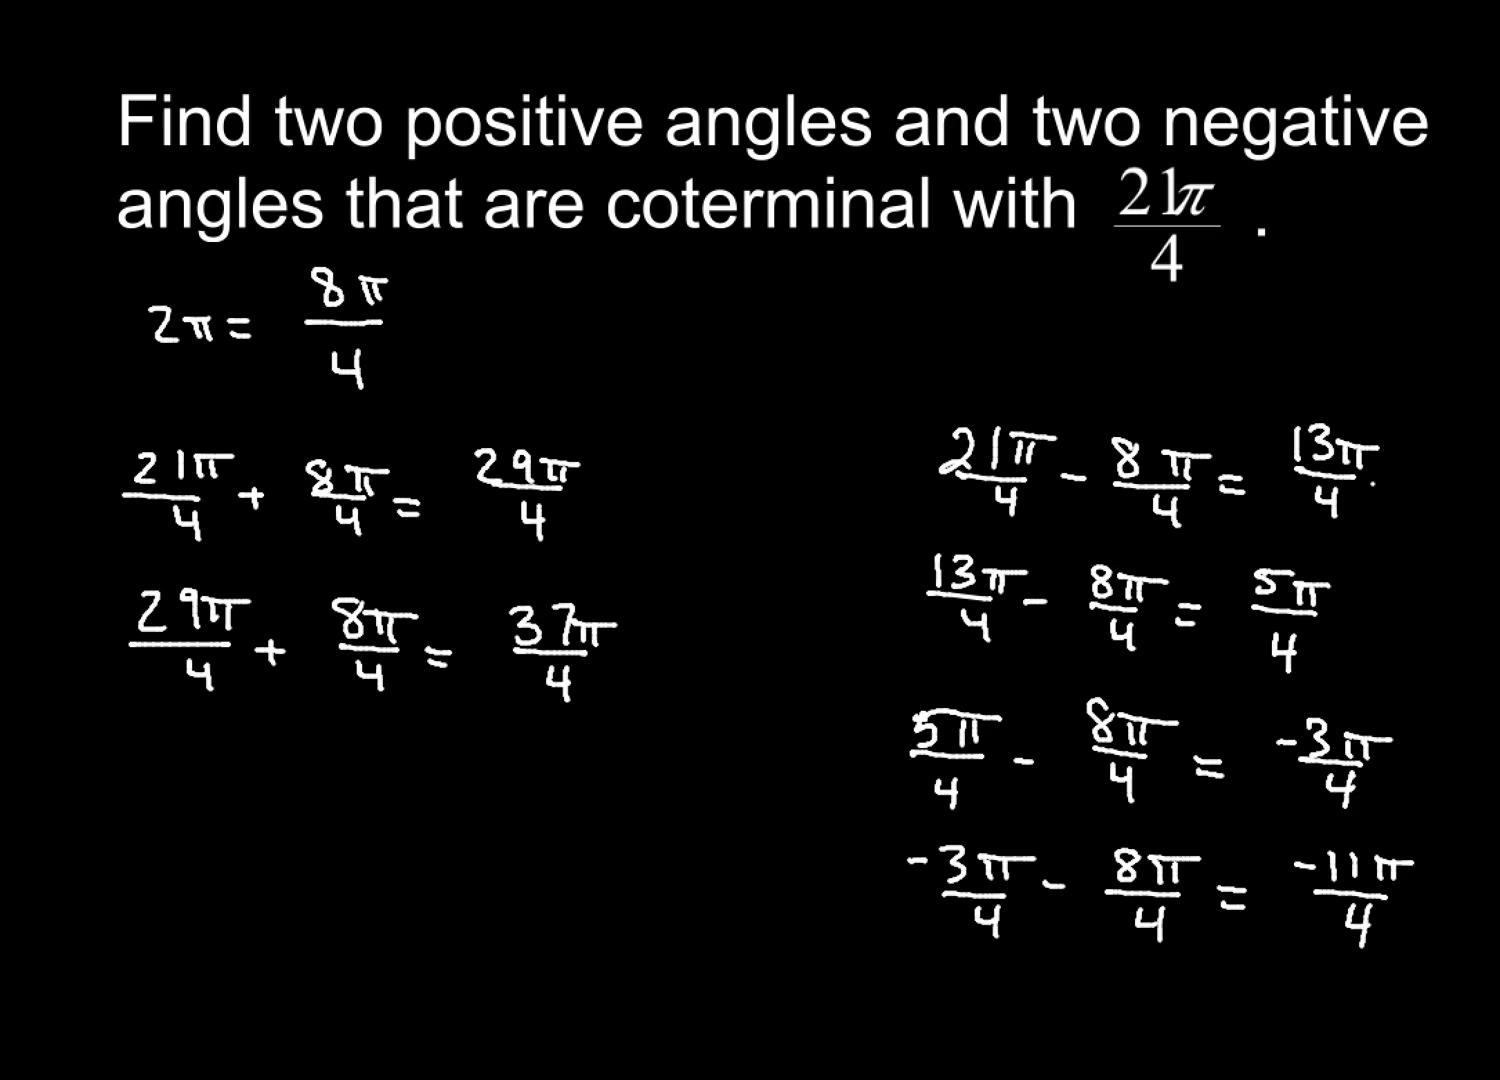 Find two positive angles and two negative
angles that are coterminal with 21π/4 .
2π = 8π/4
21π/4 + 8π/4 = 29π/4
29π/4 + 8π/4 = 37π/4
21π/4 - 8π/4 = 13π/4
13π/4 - 8π/4 = 5π/4
5π/4 - 8π/4 = -3π/4
-3π/4 - 8π/4 = -11π/4